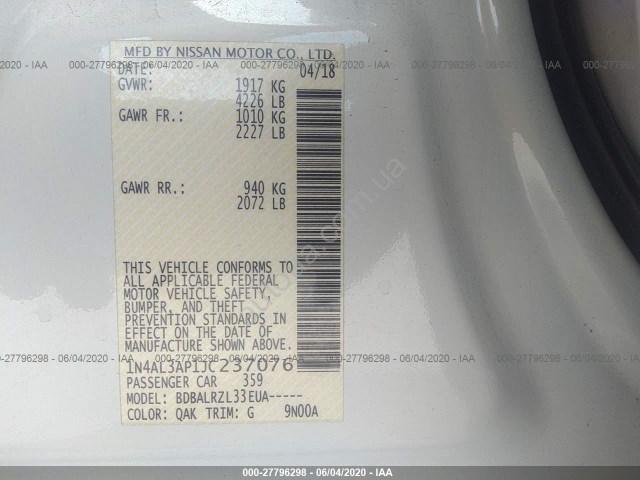 MFD BY NISSAN MOTOR CO., LTD.
000-27796298 - 06/04/2020 - IAA
DATE: 04/18
GVWR: 1917 KG
4226 LB
GAWR FR.: 1010 KG
2227 LB
GAWR RR.: 940 KG
2072 LB
THIS VEHICLE CONFORMS TO
ALL APPLICABLE FEDERAL
MOTOR VEHICLE SAFETY,
BUMPER, AND THEFT
PREVENTION STANDARDS IN
EFFECT ON THE DATE OF
MANUFACTURE SHOWN ABOVE.
1N4AL3AP1JC237076
PASSENGER CAR 359
MODEL: BDBALRZL33EUA-----
COLOR: QAK TRIM: G 9N00A
000-27796298 - 06/04/2020 - IAA